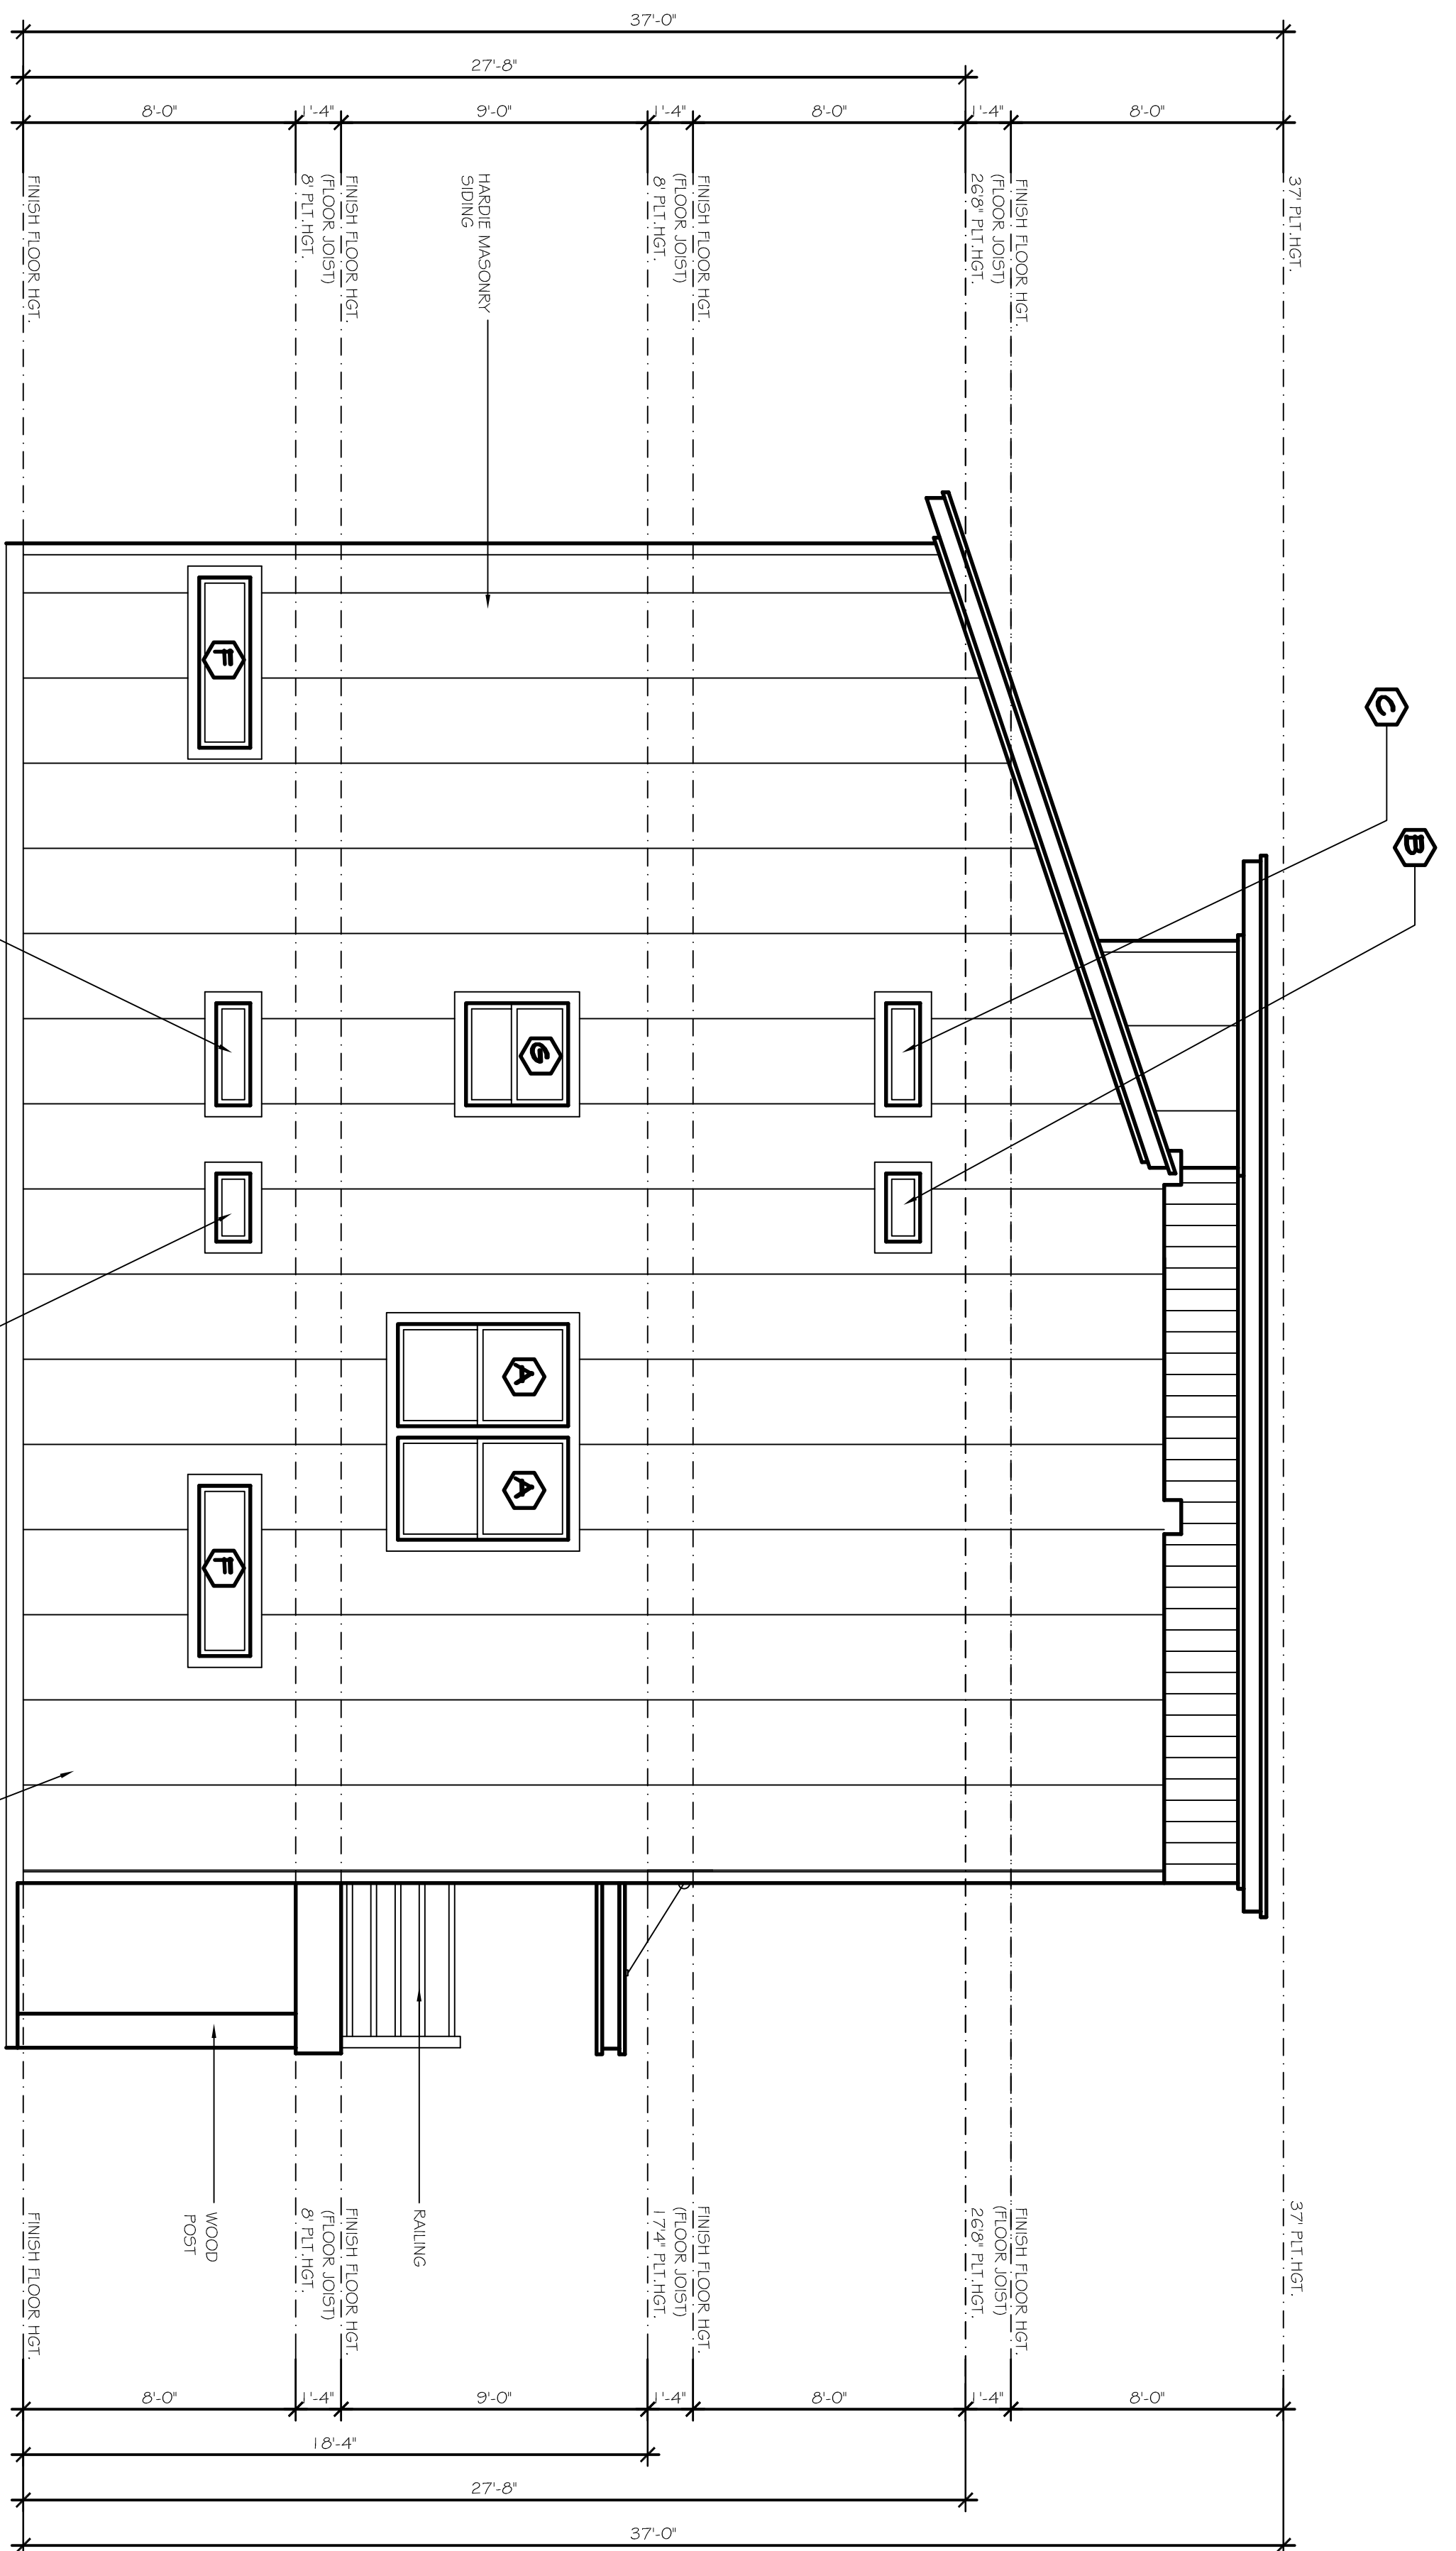 37'-0"
27'-8"
8'-0"
1'-4"
9'-0"
1'-4"
8'-0"
1'-4"
8'-0"
37' PLT.HGT.
FINISH FLOOR HGT.
(FLOOR JOIST)
26'8" PLT.HGT.
FINISH FLOOR HGT.
(FLOOR JOIST)
8' PLT.HGT.
HARDIE MASONRY
SIDING
FINISH FLOOR HGT.
(FLOOR JOIST)
8' PLT.HGT.
FINISH FLOOR HGT.
C
B
F
G
A
A
F
37' PLT.HGT.
FINISH FLOOR HGT.
(FLOOR JOIST)
26'8" PLT.HGT.
FINISH FLOOR HGT.
(FLOOR JOIST)
17'4" PLT.HGT.
RAILING
FINISH FLOOR HGT.
(FLOOR JOIST)
8' PLT.HGT.
WOOD
POST
FINISH FLOOR HGT.
8'-0"
1'-4"
9'-0"
1'-4"
8'-0"
1'-4"
8'-0"
18'-4"
27'-8"
37'-0"